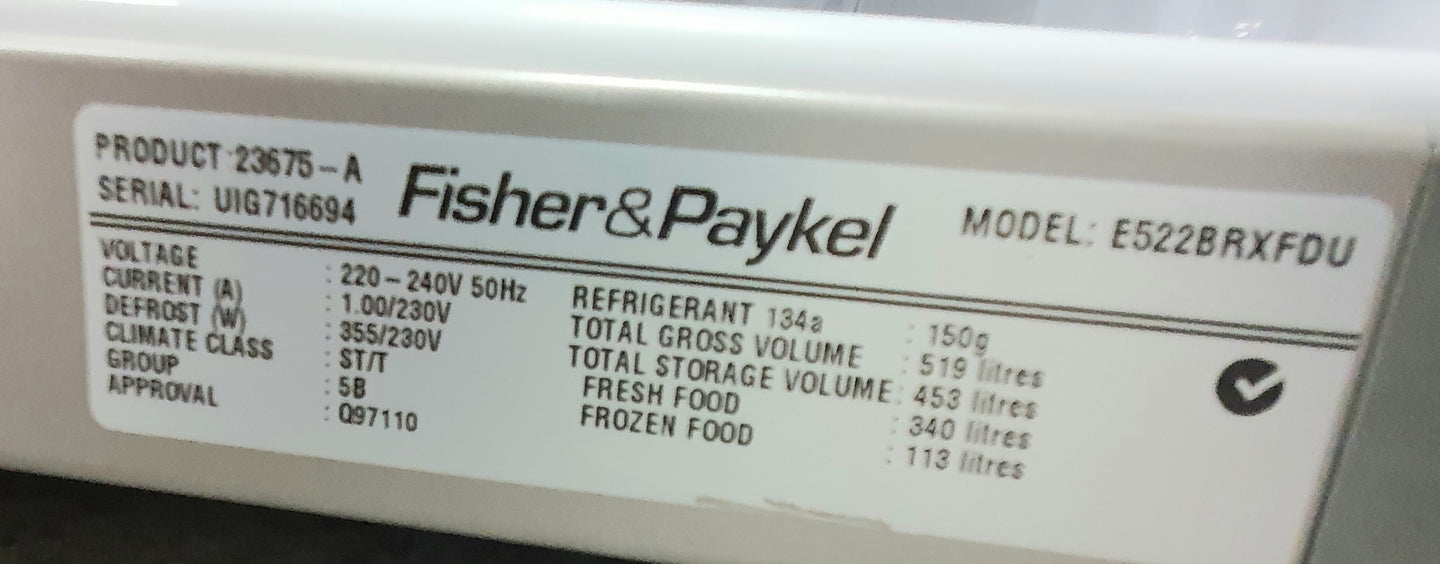 PRODUCT 23675-A
SERIAL: UIG716694
Fisher&Paykel
MODEL: E522BRXFDU
VOLTAGE : 220-240V 50Hz
CURRENT (A) : 1.00/230V
DEFROST (W) : 355/230V
CLIMATE CLASS : ST/T
GROUP : 5B
APPROVAL : Q97110
REFRIGERANT 134a : 150g
TOTAL GROSS VOLUME : 519 litres
TOTAL STORAGE VOLUME: 453 litres
FRESH FOOD : 340 litres
FROZEN FOOD : 113 litres